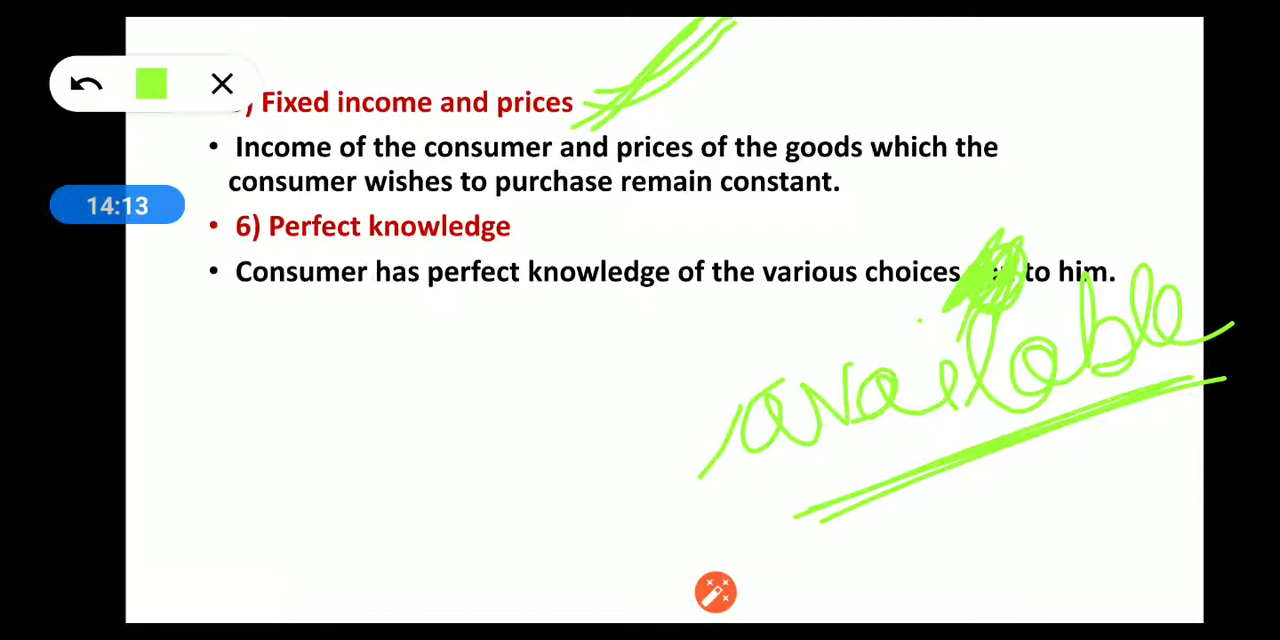 ) Fixed income and prices
• Income of the consumer and prices of the goods which the
consumer wishes to purchase remain constant.
14:13
• 6) Perfect knowledge
• Consumer has perfect knowledge of the various choices to him.
available